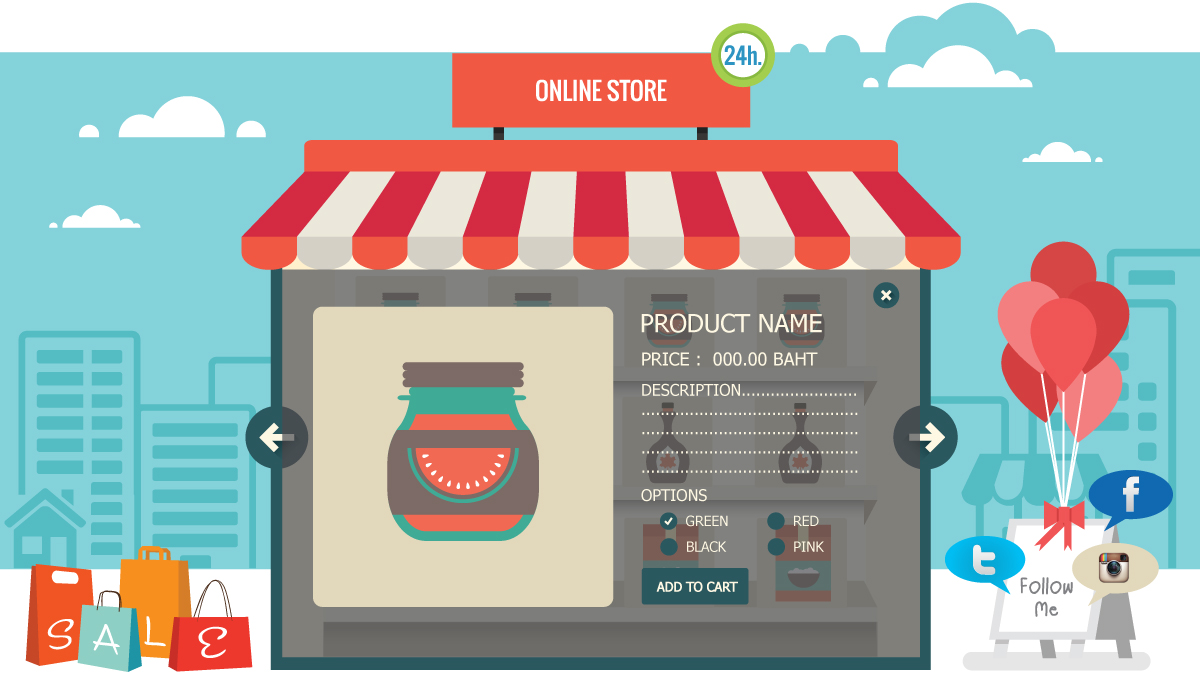 24h.
ONLINE STORE
PRODUCT NAME
PRICE : 000.00 BAHT
DESCRIPTION
OPTIONS
GREEN
RED
BLACK
PINK
ADD TO CART
SALE
f
t
Follow
Me